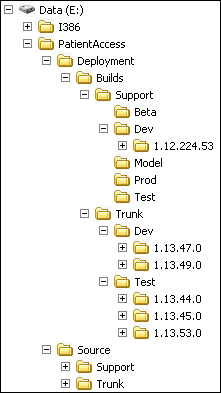 Data (E:)
I386
PatientAccess
Deployment
Builds
Support
Beta
Dev
1.12.224.53
Model
Prod
Test
Trunk
Dev
1.13.47.0
1.13.49.0
Test
1.13.44.0
1.13.45.0
1.13.53.0
Source
Support
Trunk